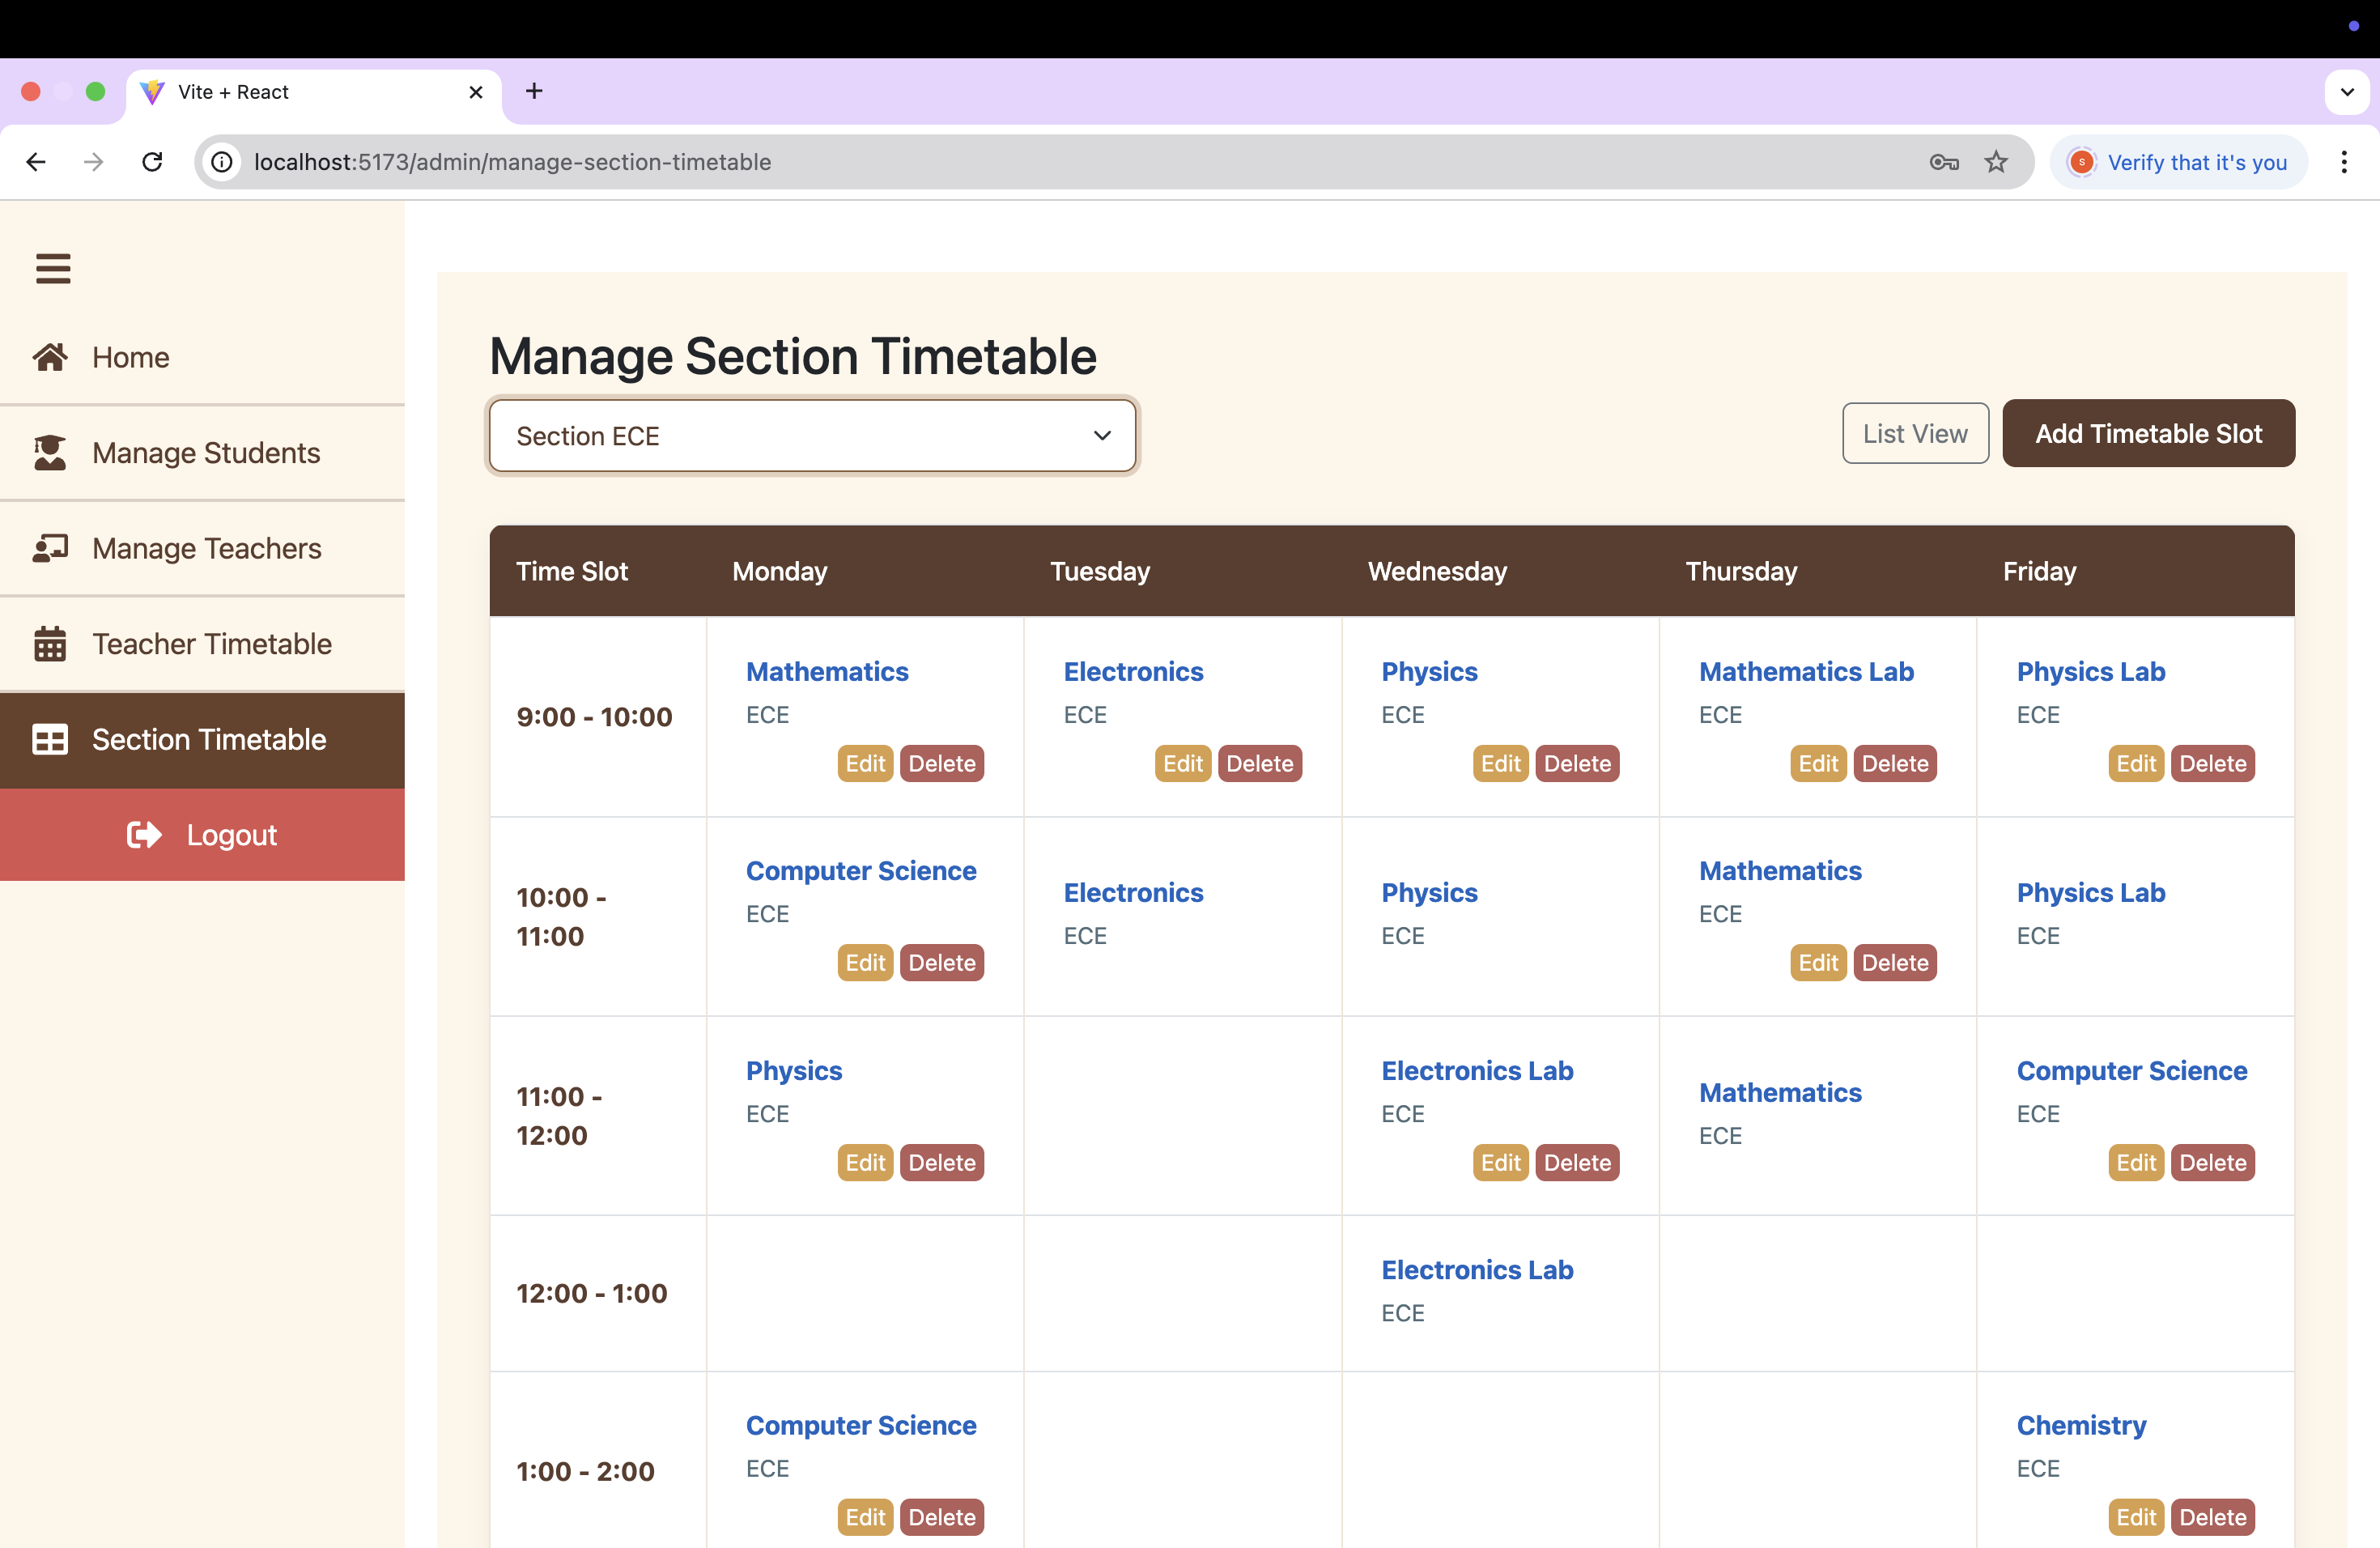 Vite + React
localhost:5173/admin/manage-section-timetable
S
Verify that it's you
Home
Manage Students
Manage Teachers
Teacher Timetable
Section Timetable
Logout
Manage Section Timetable
Section ECE
List View
Add Timetable Slot
Time Slot Monday Tuesday Wednesday Thursday Friday
9:00 - 10:00
Mathematics
ECE
Edit Delete
Electronics
ECE
Edit Delete
Physics
ECE
Edit Delete
Mathematics Lab
ECE
Edit Delete
Physics Lab
ECE
Edit Delete
10:00 -
11:00
Computer Science
ECE
Edit Delete
Electronics
ECE
Physics
ECE
Mathematics
ECE
Edit Delete
Physics Lab
ECE
11:00 -
12:00
Physics
ECE
Edit Delete
Electronics Lab
ECE
Edit Delete
Mathematics
ECE
Computer Science
ECE
Edit Delete
12:00 - 1:00
Electronics Lab
ECE
1:00 - 2:00
Computer Science
ECE
Edit Delete
Chemistry
ECE
Edit Delete